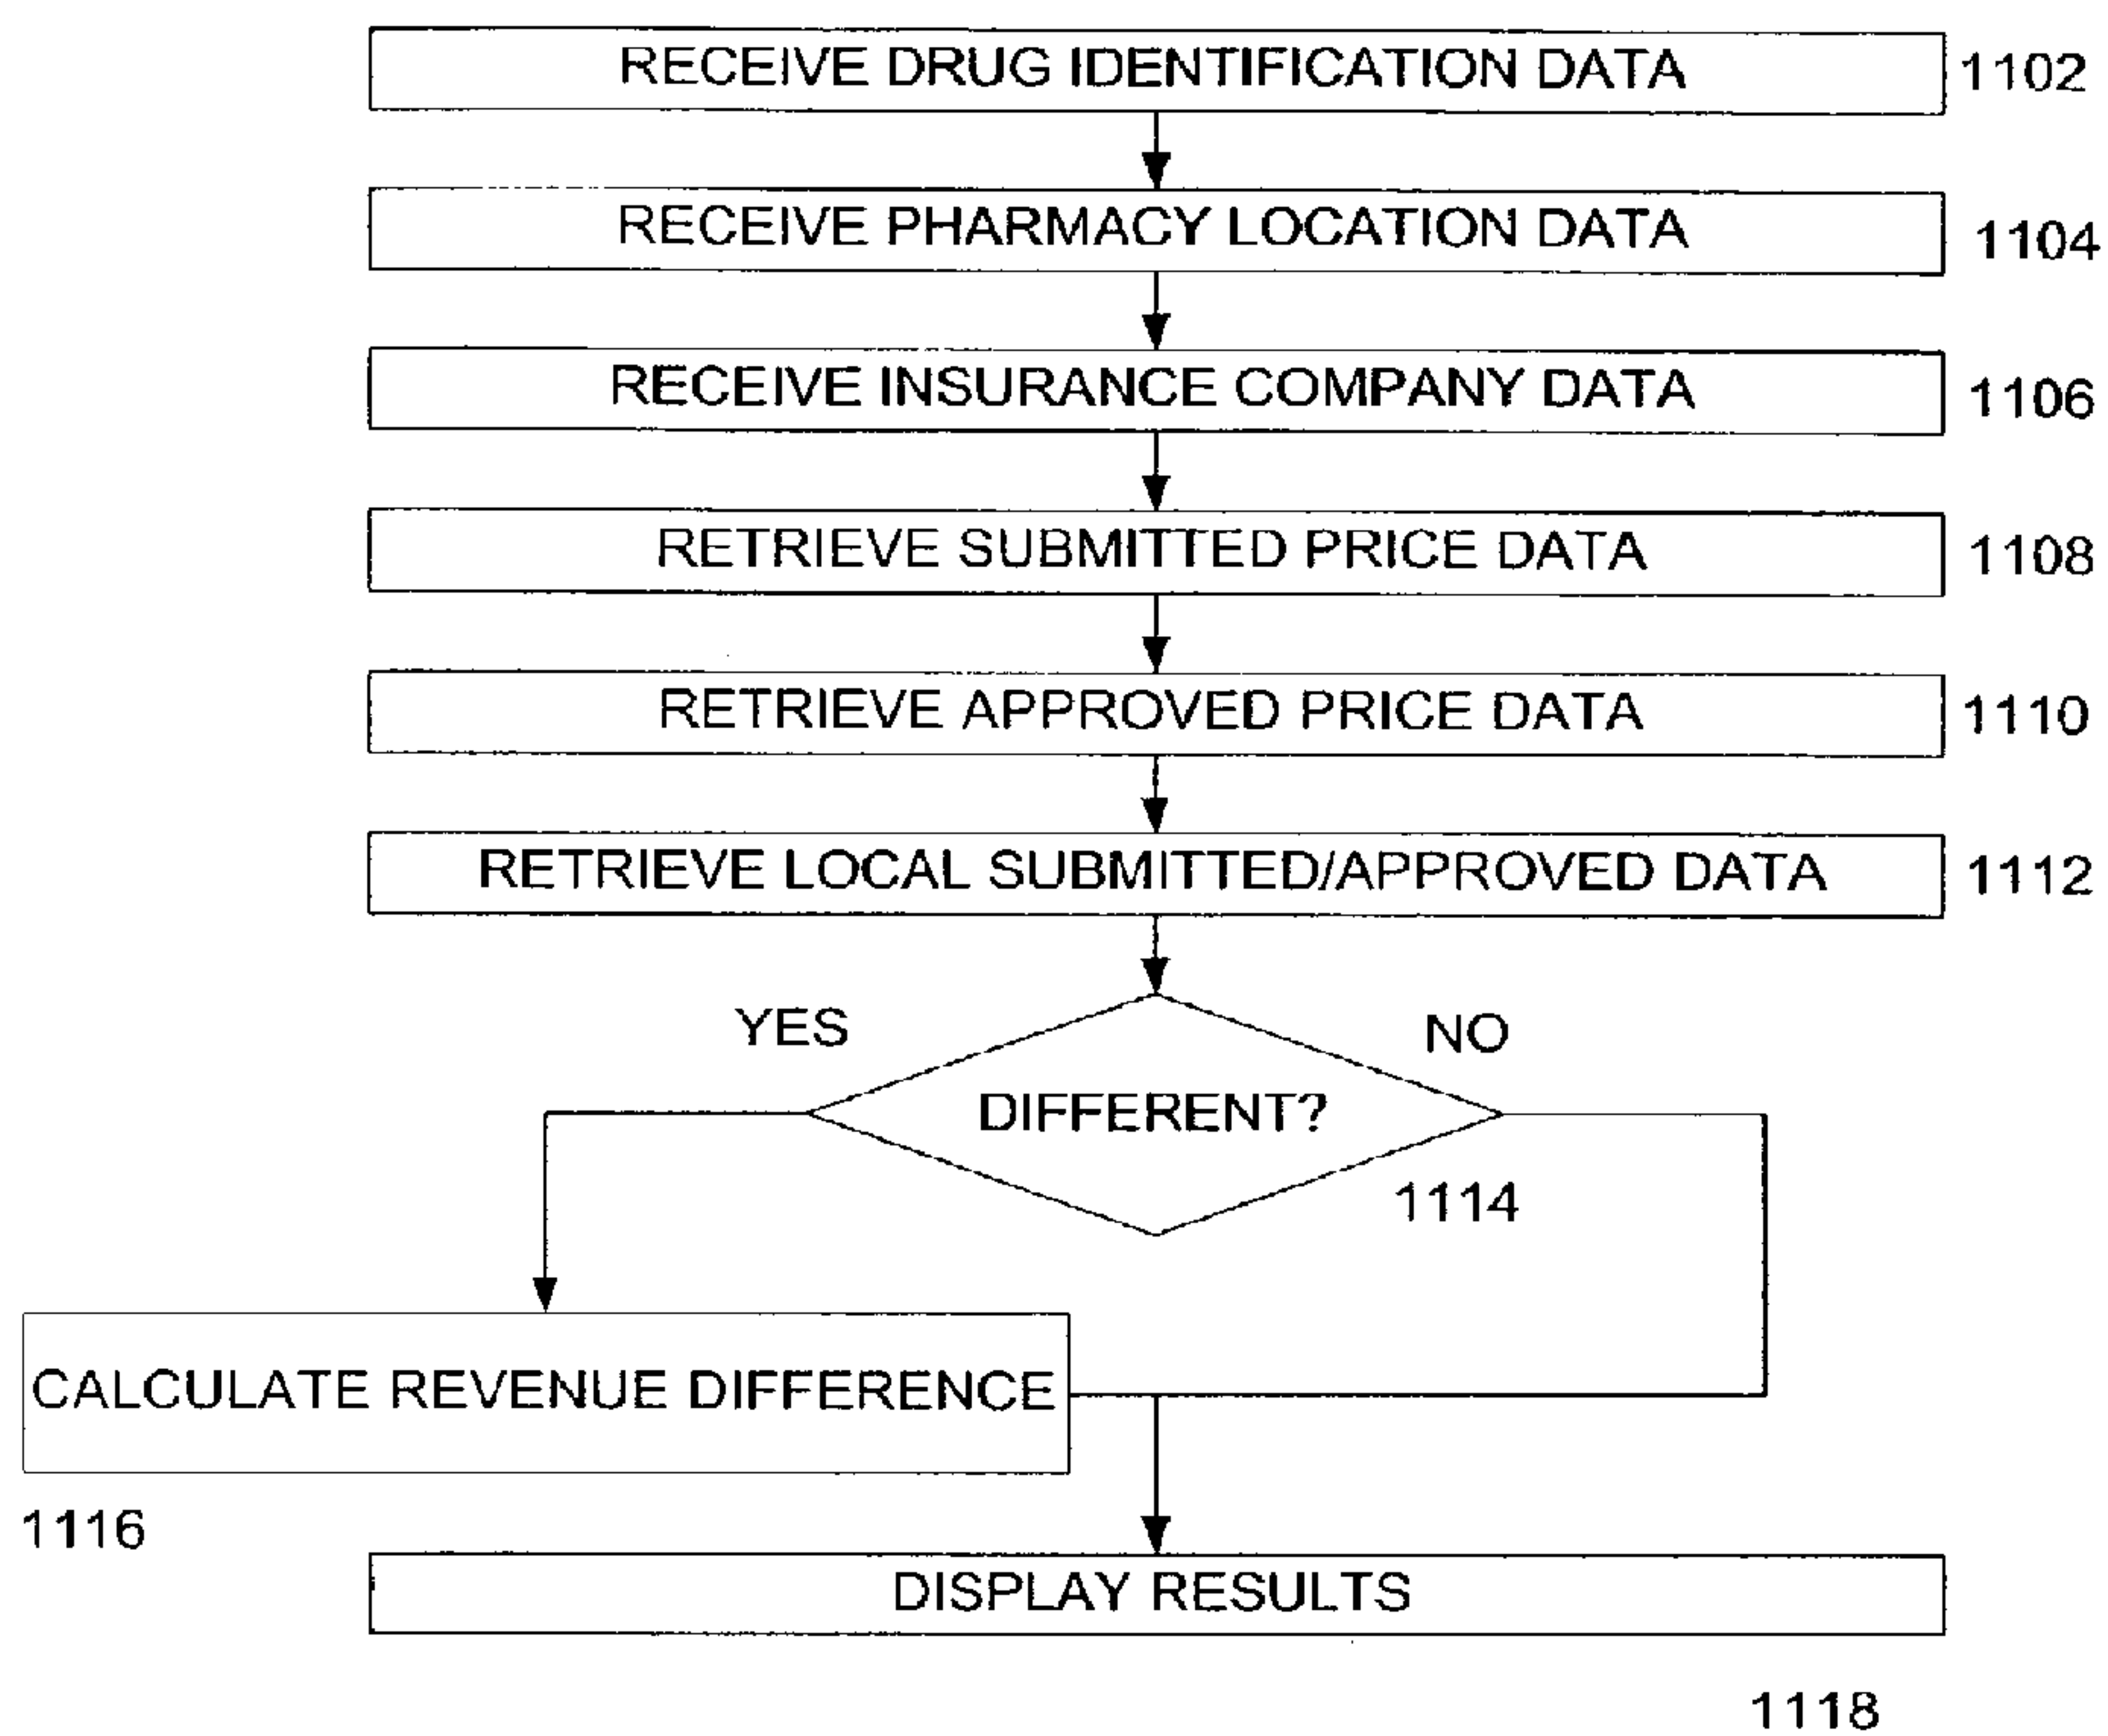 RECEIVE DRUG IDENTIFICATION DATA 1102
RECEIVE PHARMACY LOCATION DATA 1104
RECEIVE INSURANCE COMPANY DATA 1106
RETRIEVE SUBMITTED PRICE DATA 1108
RETRIEVE APPROVED PRICE DATA 1110
RETRIEVE LOCAL SUBMITTED/APPROVED DATA 1112
YES NO
DIFFERENT?
1114
CALCULATE REVENUE DIFFERENCE
1116
DISPLAY RESULTS
1118